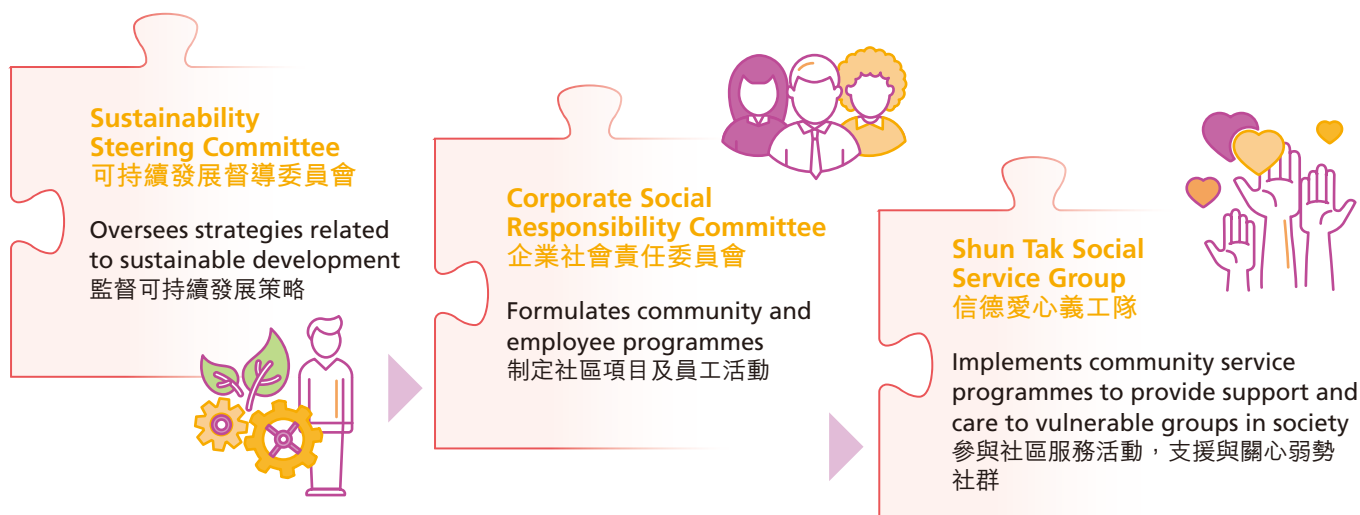 Sustainability
Steering Committee
可持續發展督導委員會
Oversees strategies related
to sustainable development
監督可持續發展策略
Corporate Social
Responsibility Committee
企業社會責任委員會
Formulates community and
employee programmes
制定社區項目及員工活動
Shun Tak Social
Service Group
信德愛心義工隊
Implements community service
programmes to provide support and
care to vulnerable groups in society
參與社區服務活動，支援與關心弱勢
社群